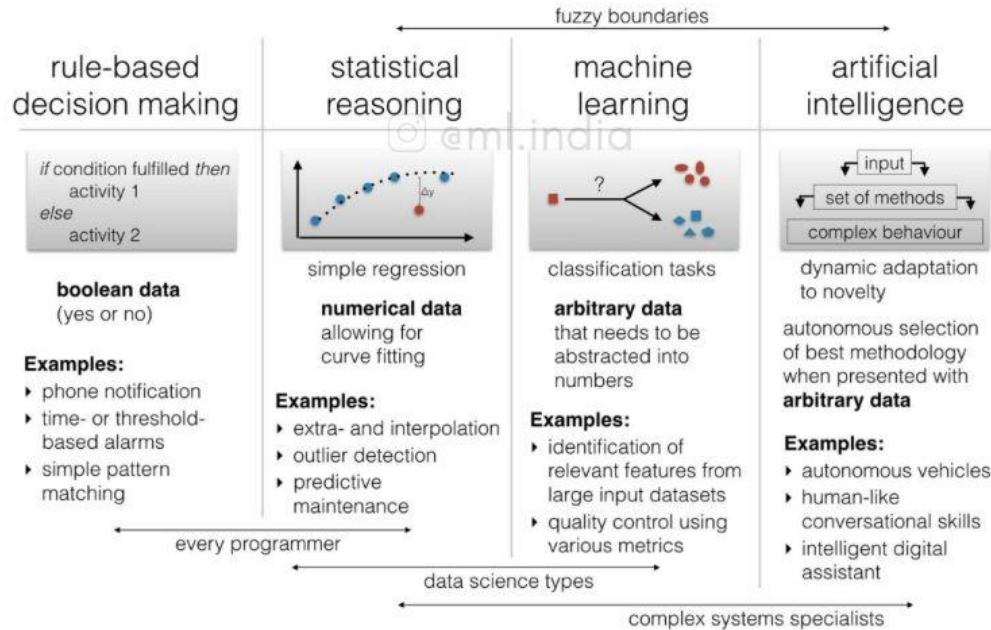 fuzzy boundaries
rule-based
decision making
statistical
reasoning
machine
learning
artificial
intelligence
@ml.india
if condition fulfilled then
activity 1
else
activity 2
boolean data
(yes or no)
Examples:
‣ phone notification
‣ time- or threshold-
based alarms
‣ simple pattern
matching
Δy
simple regression
numerical data
allowing for
curve fitting
Examples:
‣ extra- and interpolation
‣ outlier detection
‣ predictive
maintenance
?
classification tasks
arbitrary data
that needs to be
abstracted into
numbers
Examples:
‣ identification of
relevant features from
large input datasets
‣ quality control using
various metrics
input
set of methods
complex behaviour
dynamic adaptation
to novelty
autonomous selection
of best methodology
when presented with
arbitrary data
Examples:
‣ autonomous vehicles
‣ human-like
conversational skills
‣ intelligent digital
assistant
every programmer
data science types
complex systems specialists